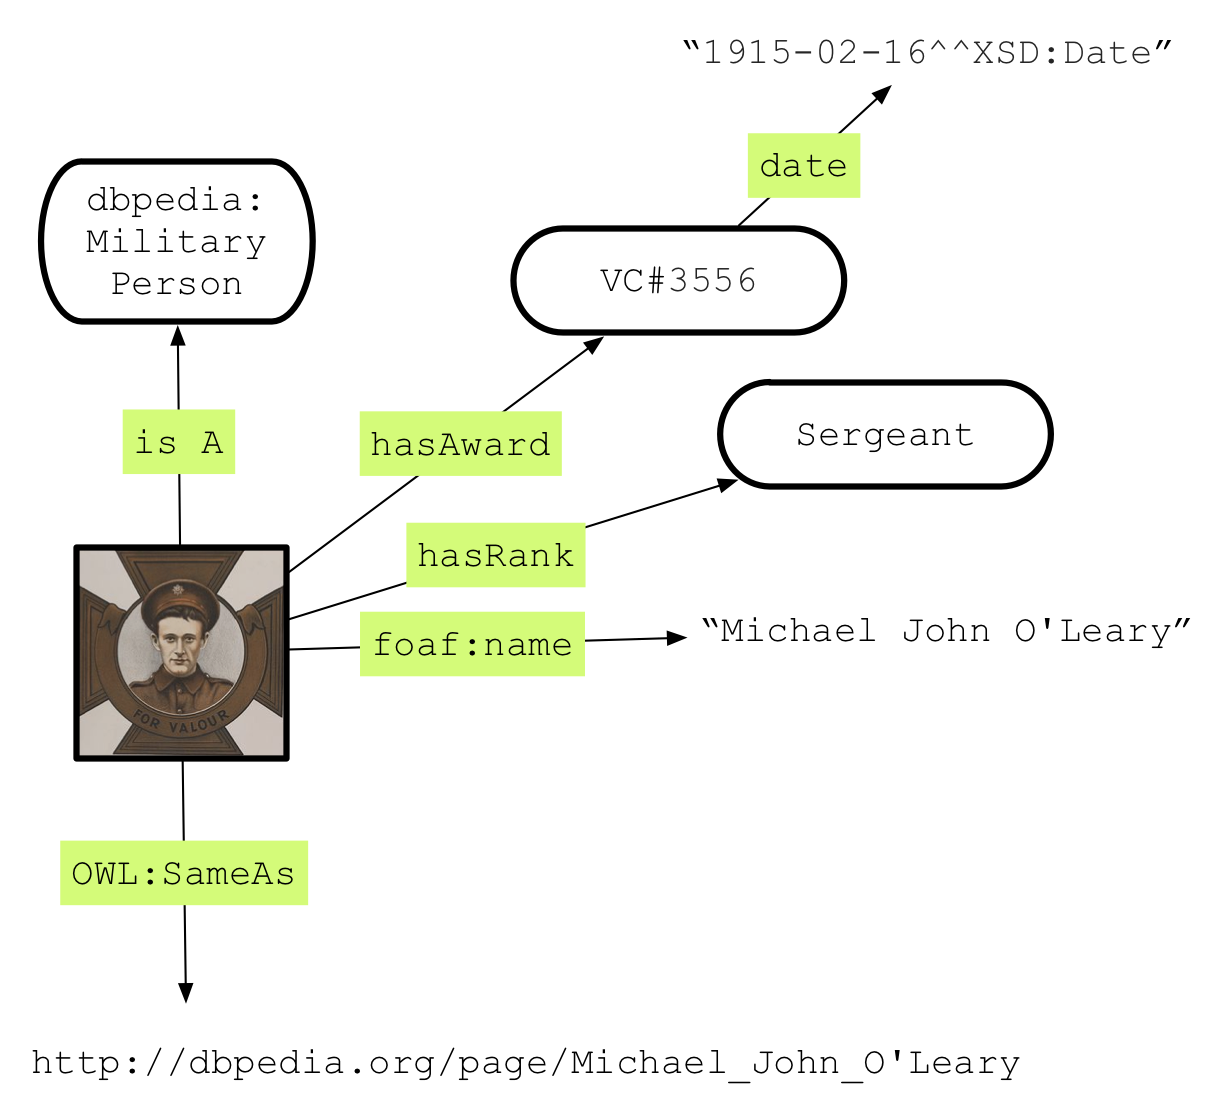 “1915-02-16^^XSD:Date”
date
dbpedia:
Military
Person
VC#3556
is A
hasAward
Sergeant
hasRank
foaf:name
“Michael John O'Leary”
FOR VALOUR
OWL:SameAs
http://dbpedia.org/page/Michael_John_O'Leary